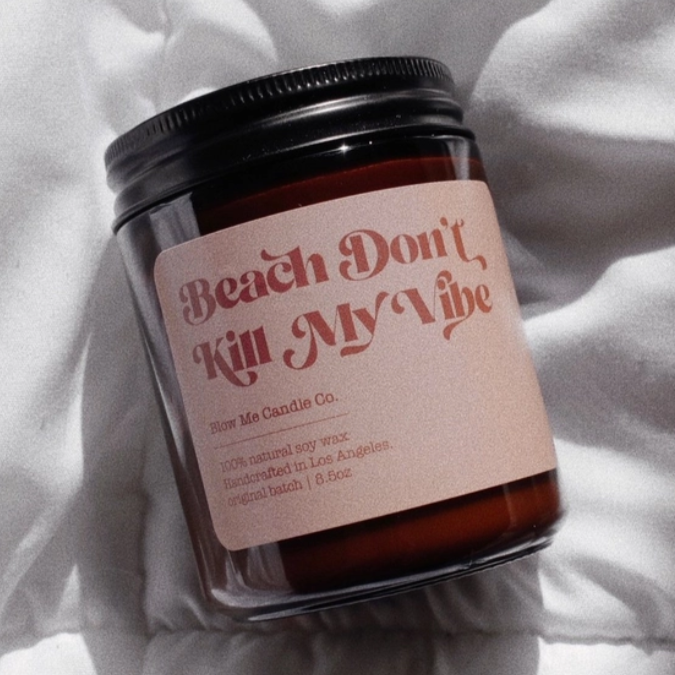 Beach Don't
Kill My Vibe
Blow Me Candle Co.
100% natural soy wax
Handcrafted in Los Angeles.
original batch | 8.5oz